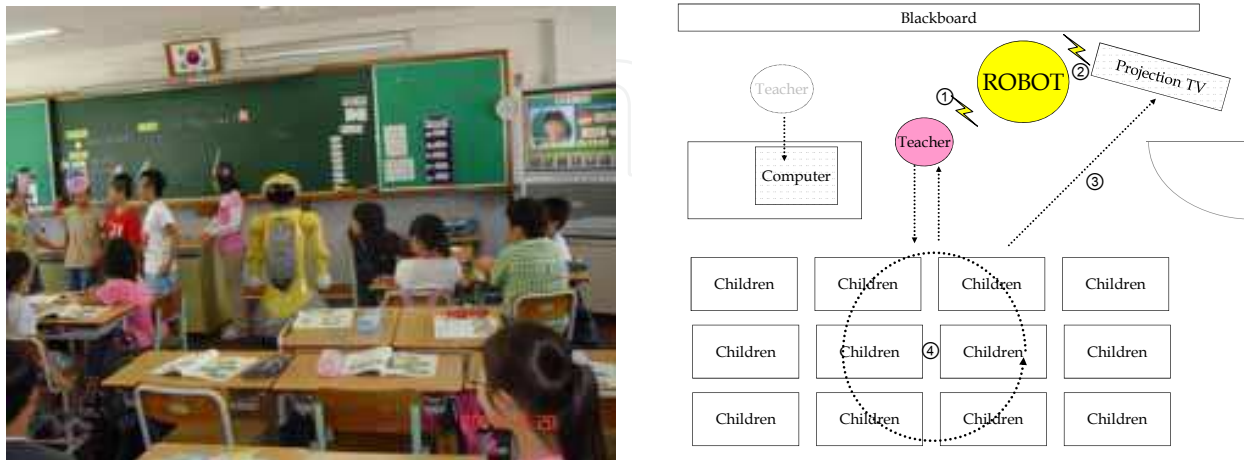 Blackboard
Teacher
ROBOT
②
Projection TV
①
Teacher
Computer
③
Children
Children
Children
Children
Children
Children
④
Children
Children
Children
Children
Children
Children